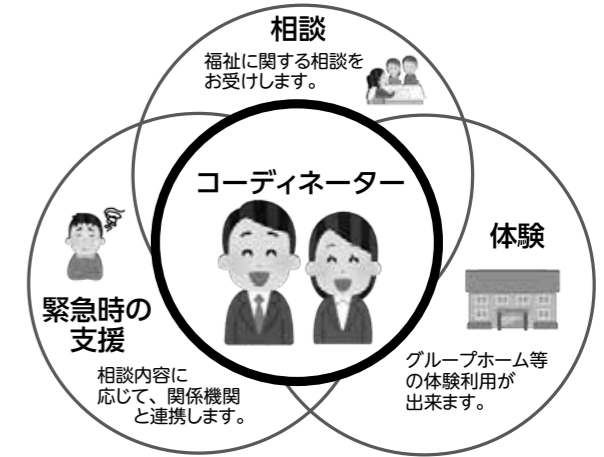 相談
福祉に関する相談を
お受けします。
コーディネーター
体験
グループホーム等
の体験利用が
出来ます。
緊急時の
支援
相談内容に
応じて、関係機関
と連携します。